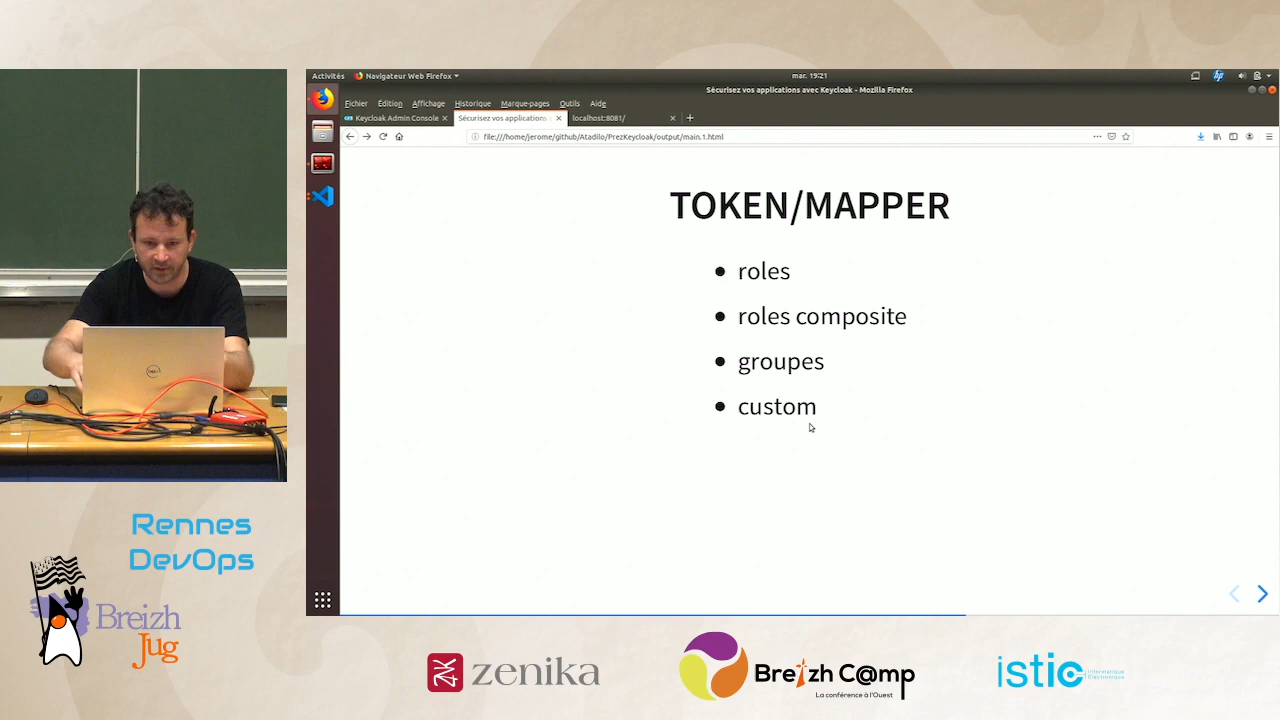 Activités
Navigateur Web Firefox
mar. 19:21
Sécurisez vos applications avec Keycloak - Mozilla Firefox
Fichier Édition Affichage Historique Marque-pages Outils Aide
Keycloak Admin Console
Sécurisez vos applications
localhost:8081/
file:///home/jerome/github/Atadilo/PrezKeycloak/output/main.1.html
TOKEN/MAPPER
roles
roles composite
groupes
custom
DELL
Rennes
DevOps
Breizh
Jug
zenika
Breizh C@mp
La conférence à l'Ouest
istic
Informatique
Électronique